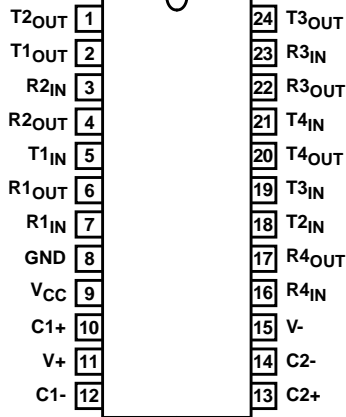 T2OUT 1 24 T3OUT
T1OUT 2 23 R3IN
R2IN 3 22 R3OUT
R2OUT 4 21 T4IN
T1IN 5 20 T4OUT
R1OUT 6 19 T3IN
R1IN 7 18 T2IN
GND 8 17 R4OUT
VCC 9 16 R4IN
C1+ 10 15 V-
V+ 11 14 C2-
C1- 12 13 C2+